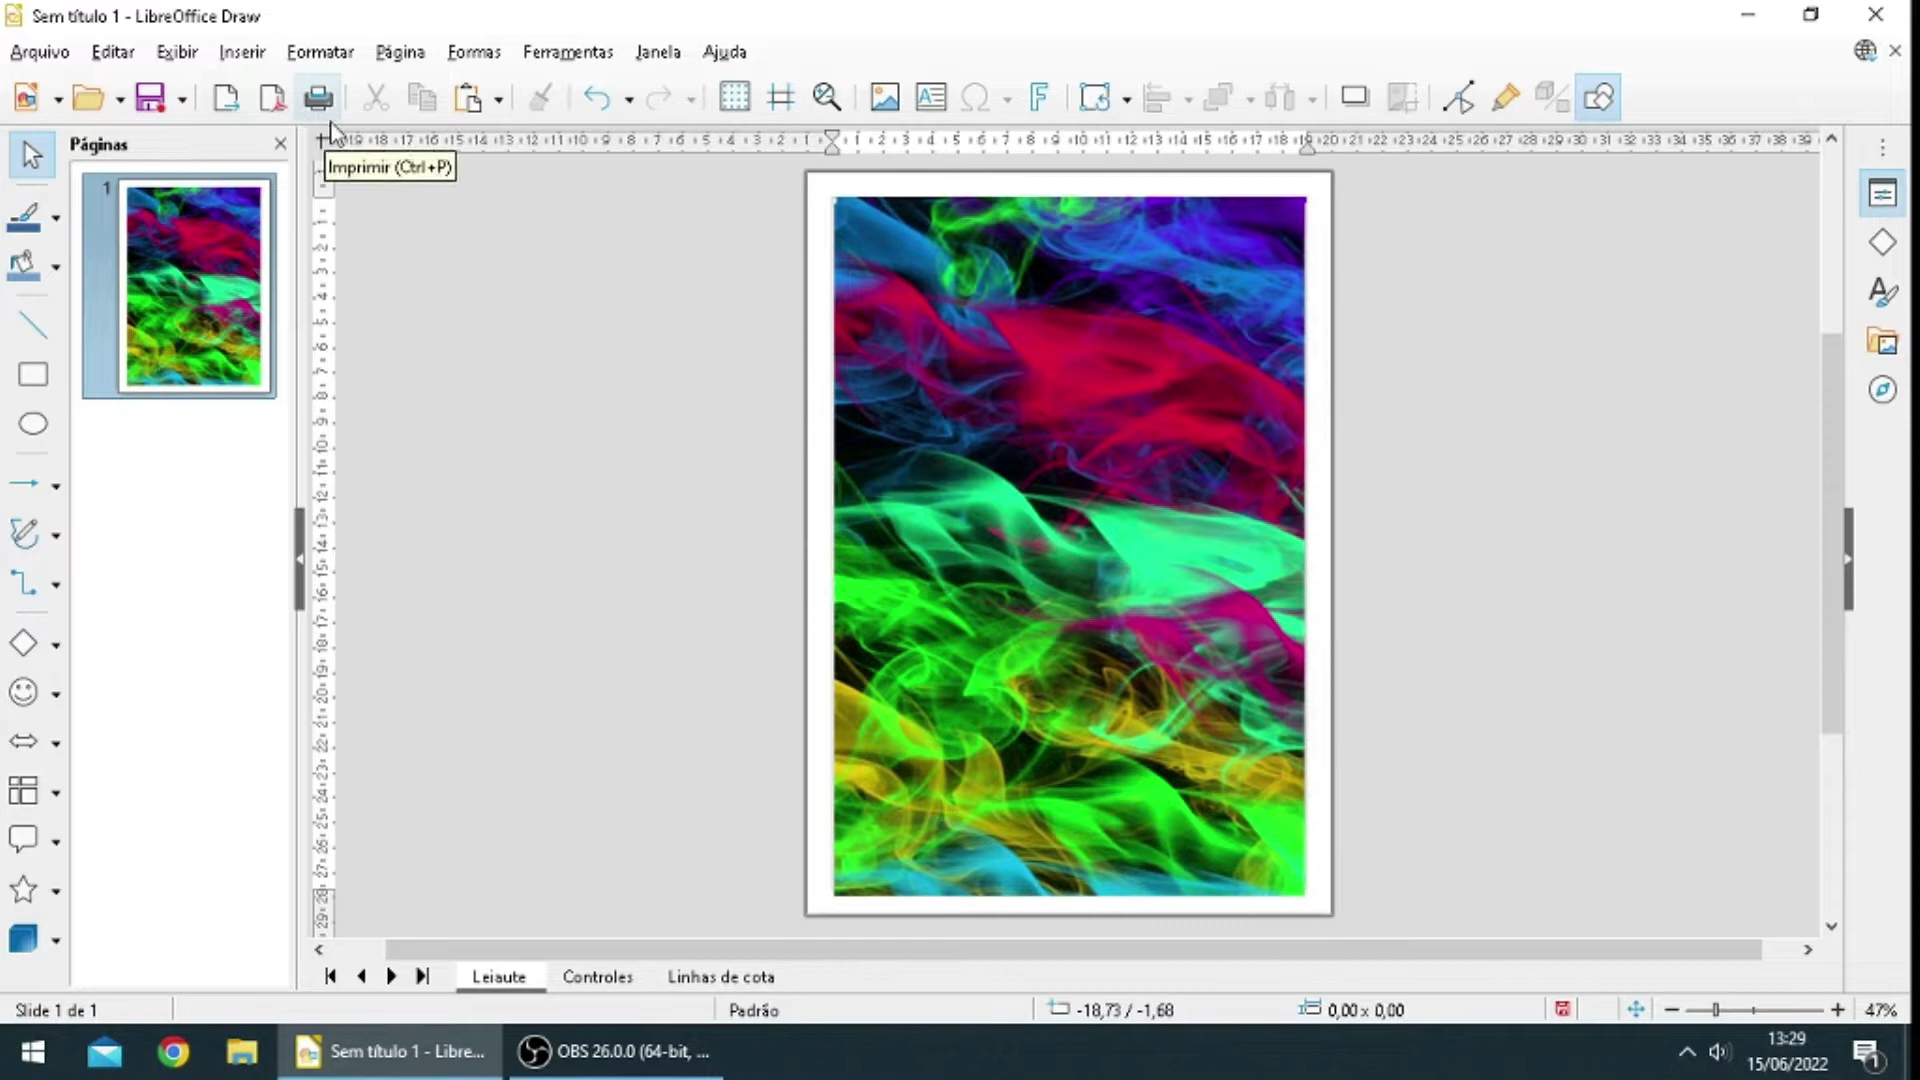 Sem título 1 - LibreOffice Draw
Arquivo Editar Exibir Inserir Formatar Página Formas Ferramentas Janela Ajuda
Páginas
Imprimir (Ctrl+P)
1
Leiaute Controles Linhas de cota
Slide 1 de 1 Padrão -18,73 / -1,68 0,00 x 0,00 47%
Sem título 1 - Libre... OBS 26.0.0 (64-bit, ...
13:29
15/06/2022
1